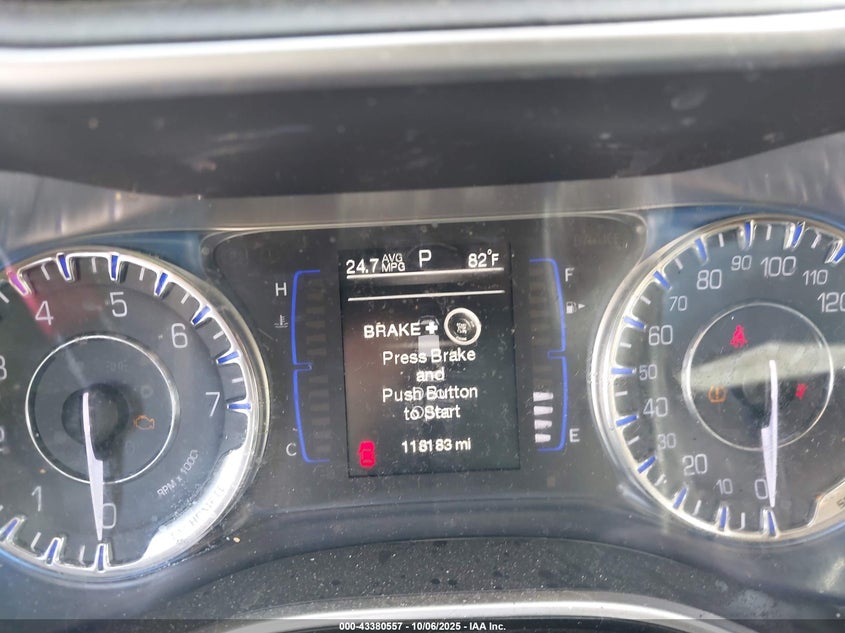 24.7 AVG MPG P 82°F
H
F
BRAKE +
Press Brake
and
Push Button
to Start
C
E
118183 mi
3 4 5 6 7
1 0
RPM x 1000
0 10 20 30 40 50 60 70 80 90 100 110 120
000-43380557 - 10/06/2025 - IAA Inc.